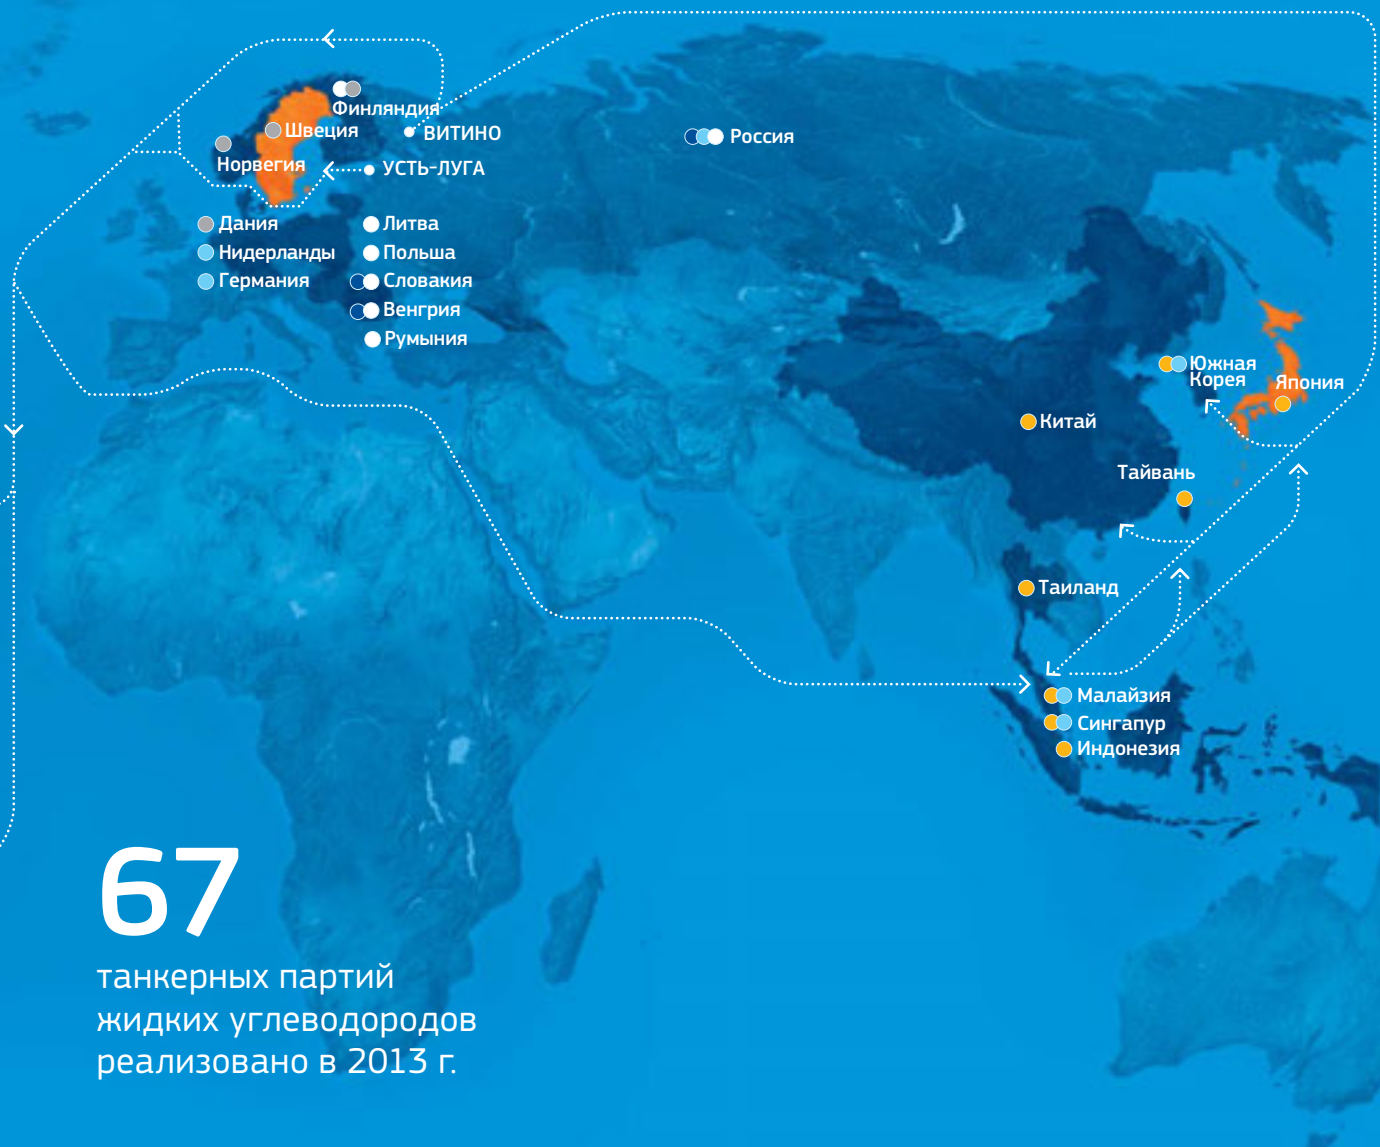 Финляндия
Швеция
ВИТИНО
Россия
Норвегия
УСТЬ-ЛУГА
Дания
Нидерланды
Германия
Литва
Польша
Словакия
Венгрия
Румыния
Южная
Корея
Япония
Китай
Тайвань
Таиланд
Малайзия
Сингапур
Индонезия
67
танкерных партий
жидких углеводородов
реализовано в 2013 г.